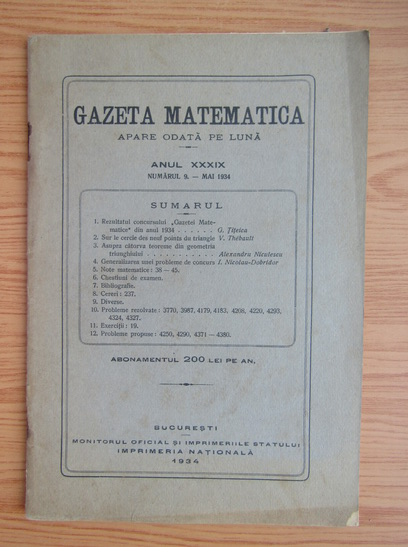 GAZETA MATEMATICA
APARE ODATĂ PE LUNĂ
ANUL XXXIX
NUMĂRUL 9. — MAI 1934
SUMARUL
1. Rezultatul concursului „Gazetei Mate-
matice" din anul 1934 . . . . . . G. Țițeica
2. Sur le cercle des neuf points du triangle V. Thébault
3. Asupra câtorva teoreme din geometria
triunghiului . . . . . . . . . . . . Alexandru Niculescu
4. Generalizarea unei probleme de concurs I. Nicolau-Dobridor
5. Note matematice: 38 — 45.
6. Chestiuni de examen.
7. Bibliografie.
8. Cereri: 237.
9. Diverse.
10. Probleme rezolvate: 3770, 3987, 4179, 4183, 4208, 4220, 4293,
4324, 4327.
11. Exerciții: 19.
12. Probleme propuse: 4250, 4290, 4371 — 4380.
ABONAMENTUL 200 LEI PE AN.
BUCUREȘTI
MONITORUL OFICIAL ȘI IMPRIMERIILE STATULUI
IMPRIMERIA NAȚIONALĂ
1934